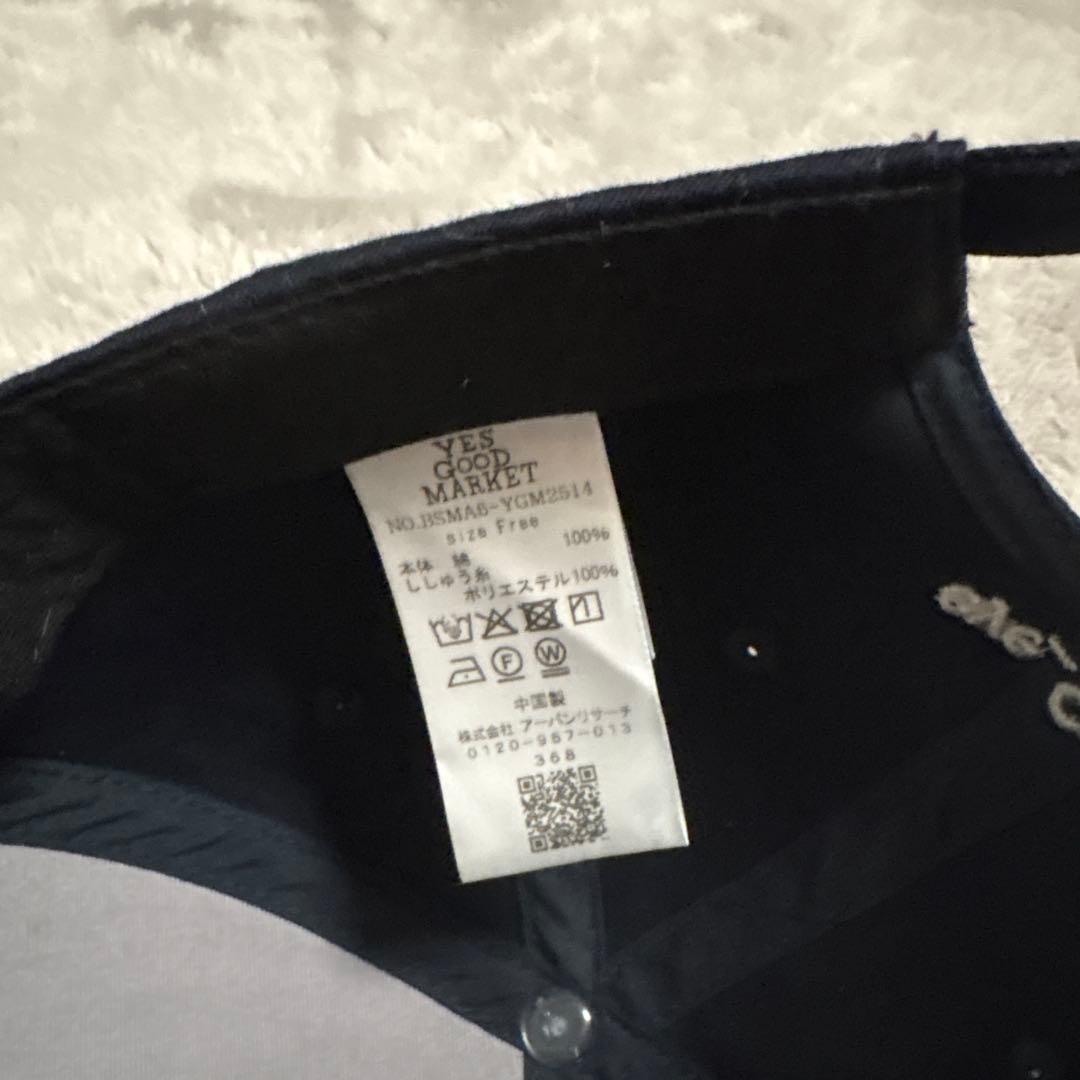 YES
GOOD
MARKET
NO.BSMA6-YGM2514
size Free
本体 綿 100%
ししゅう糸
ポリエステル100%
F W
中国製
株式会社 アーバンリサーチ
0120-987-013
368